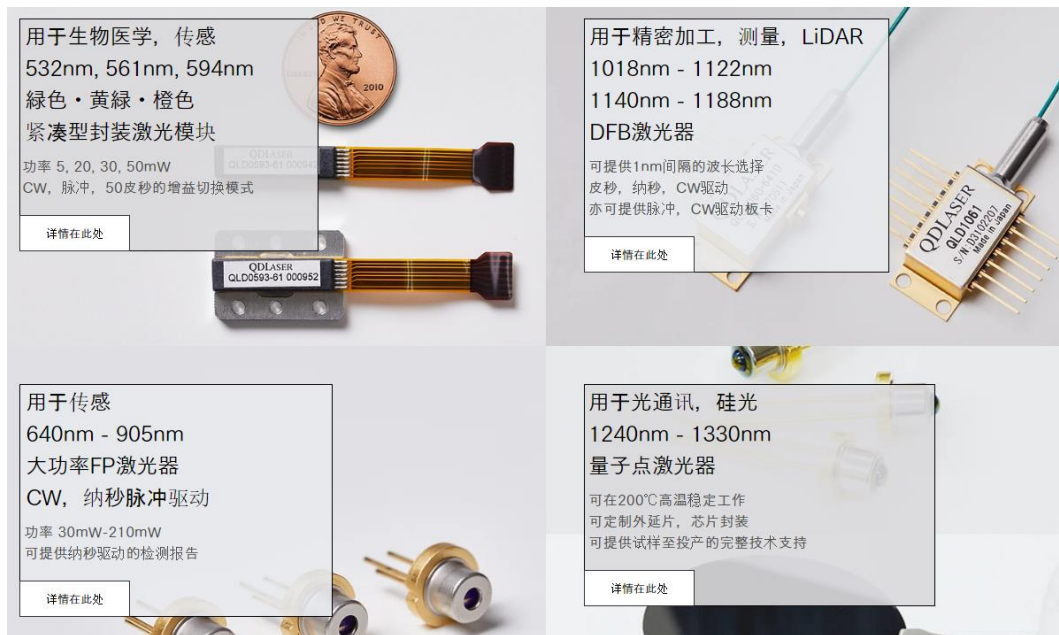 用于生物医学，传感
532nm, 561nm, 594nm
緑色・黄緑・橙色
紧凑型封装激光模块
功率 5, 20, 30, 50mW
CW，脉冲，50皮秒的增益切换模式
详情在此处
2010
QDLASER
QLD0593-61 000952
用于精密加工，测量，LiDAR
1018nm - 1122nm
1140nm - 1188nm
DFB激光器
可提供1nm间隔的波长选择
皮秒，纳秒，CW驱动
亦可提供脉冲，CW驱动板卡
详情在此处
QDLASER
QLD1061
S/N:D3102207
Made in Japan
用于传感
640nm - 905nm
大功率FP激光器
CW，纳秒脉冲驱动
功率 30mW-210mW
可提供纳秒驱动的检测报告
详情在此处
用于光通讯，硅光
1240nm - 1330nm
量子点激光器
可在200℃高温稳定工作
可定制外延片，芯片封装
可提供试样至投产的完整技术支持
详情在此处